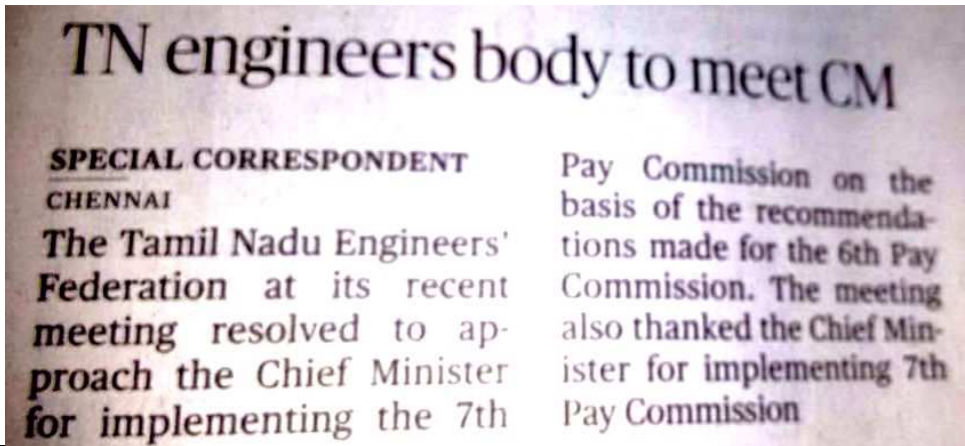 TN engineers body to meet CM
SPECIAL CORRESPONDENT
CHENNAI
The Tamil Nadu Engineers'
Federation at its recent
meeting resolved to ap-
proach the Chief Minister
for implementing the 7th
Pay Commission on the
basis of the recommenda-
tions made for the 6th Pay
Commission. The meeting
also thanked the Chief Min-
ister for implementing 7th
Pay Commission